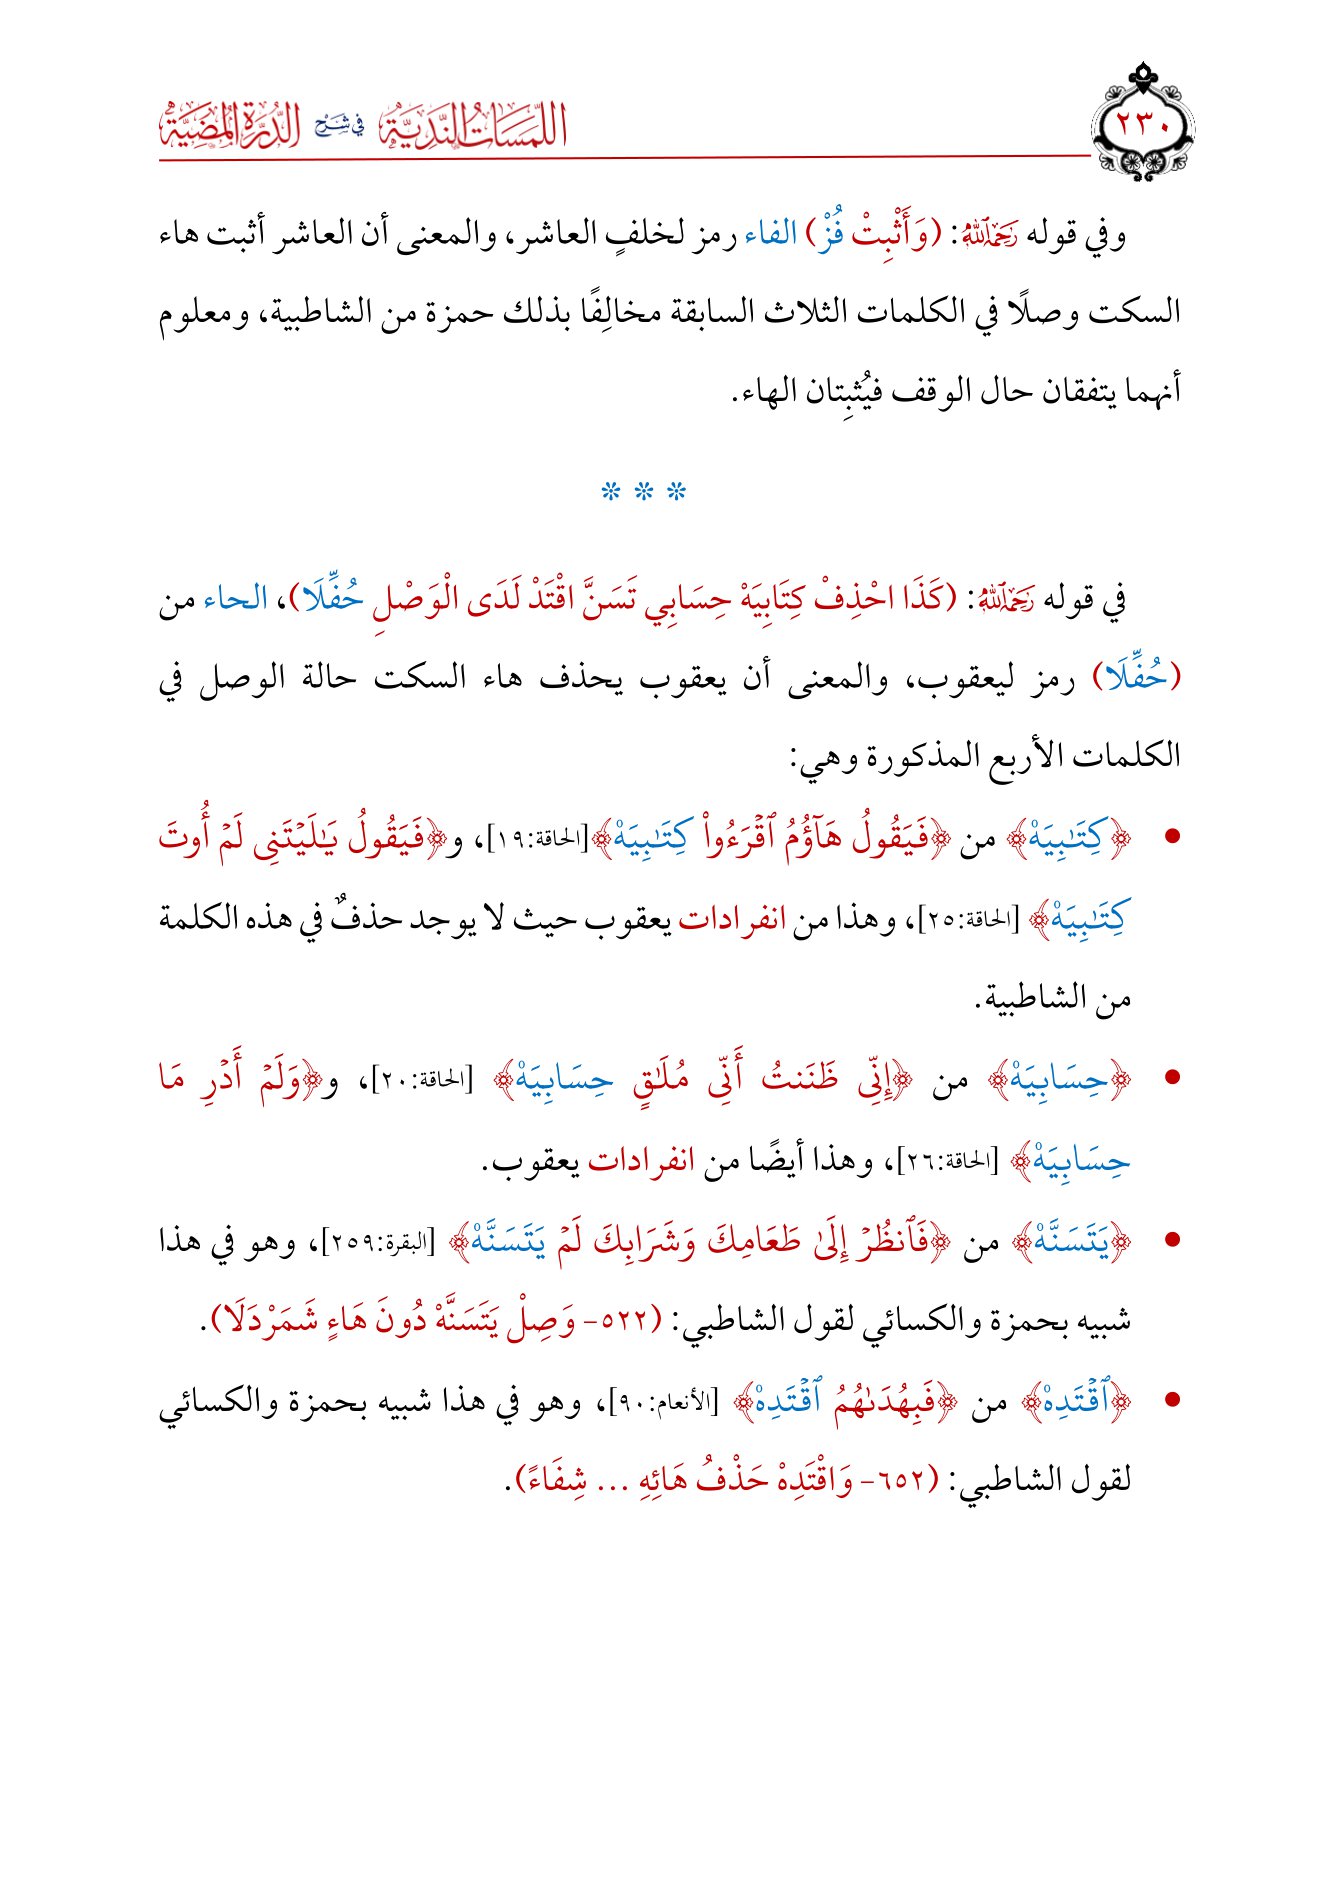 ٢٣٠
اللمسات الندية في شرح الدرة المضية
وفي قوله رَحِمَهُ ٱللَّهُ: (وَأَثْبِتْ فُزْ) الفاء رمز لخلفٍ العاشر، والمعنى أن العاشر أثبت هاء
السكت وصلًا في الكلمات الثلاث السابقة مخالِفًا بذلك حمزة من الشاطبية، ومعلوم
أنهما يتفقان حال الوقف فيُثبِتان الهاء.
* * *
في قوله رَحِمَهُ ٱللَّهُ: (كَذَا احْذِفْ كِتَابِيَهْ حِسَابِي تَسَنَّ اقْتَدْ لَدَى الْوَصْلِ حُفِّلَا)، الحاء من
(حُفِّلَا) رمز ليعقوب، والمعنى أن يعقوب يحذف هاء السكت حالة الوصل في
الكلمات الأربع المذكورة وهي:
• ﴿كِتَٰبِيَهْ﴾ من ﴿فَيَقُولُ هَآؤُمُ ٱقْرَءُوا۟ كِتَٰبِيَهْ﴾[الحاقة:١٩]، و﴿فَيَقُولُ يَٰلَيْتَنِى لَمْ أُوتَ
كِتَٰبِيَهْ﴾ [الحاقة:٢٥]، وهذا من انفرادات يعقوب حيث لا يوجد حذفٌ في هذه الكلمة
من الشاطبية.
• ﴿حِسَابِيَهْ﴾ من ﴿إِنِّى ظَنَنتُ أَنِّى مُلَٰقٍ حِسَابِيَهْ﴾ [الحاقة:٢٠]، و﴿وَلَمْ أَدْرِ مَا
حِسَابِيَهْ﴾ [الحاقة:٢٦]، وهذا أيضًا من انفرادات يعقوب.
• ﴿يَتَسَنَّهْ﴾ من ﴿فَٱنظُرْ إِلَىٰ طَعَامِكَ وَشَرَابِكَ لَمْ يَتَسَنَّهْ﴾ [البقرة:٢٥٩]، وهو في هذا
شبيه بحمزة والكسائي لقول الشاطبي: (٥٢٢- وَصِلْ يَتَسَنَّهْ دُونَ هَاءٍ شَمَرْدَلَا).
• ﴿ٱقْتَدِهْ﴾ من ﴿فَبِهُدَىٰهُمُ ٱقْتَدِهْ﴾ [الأنعام:٩٠]، وهو في هذا شبيه بحمزة والكسائي
لقول الشاطبي: (٦٥٢- وَاقْتَدِهْ حَذْفُ هَائِهِ ... شِفَاءً).